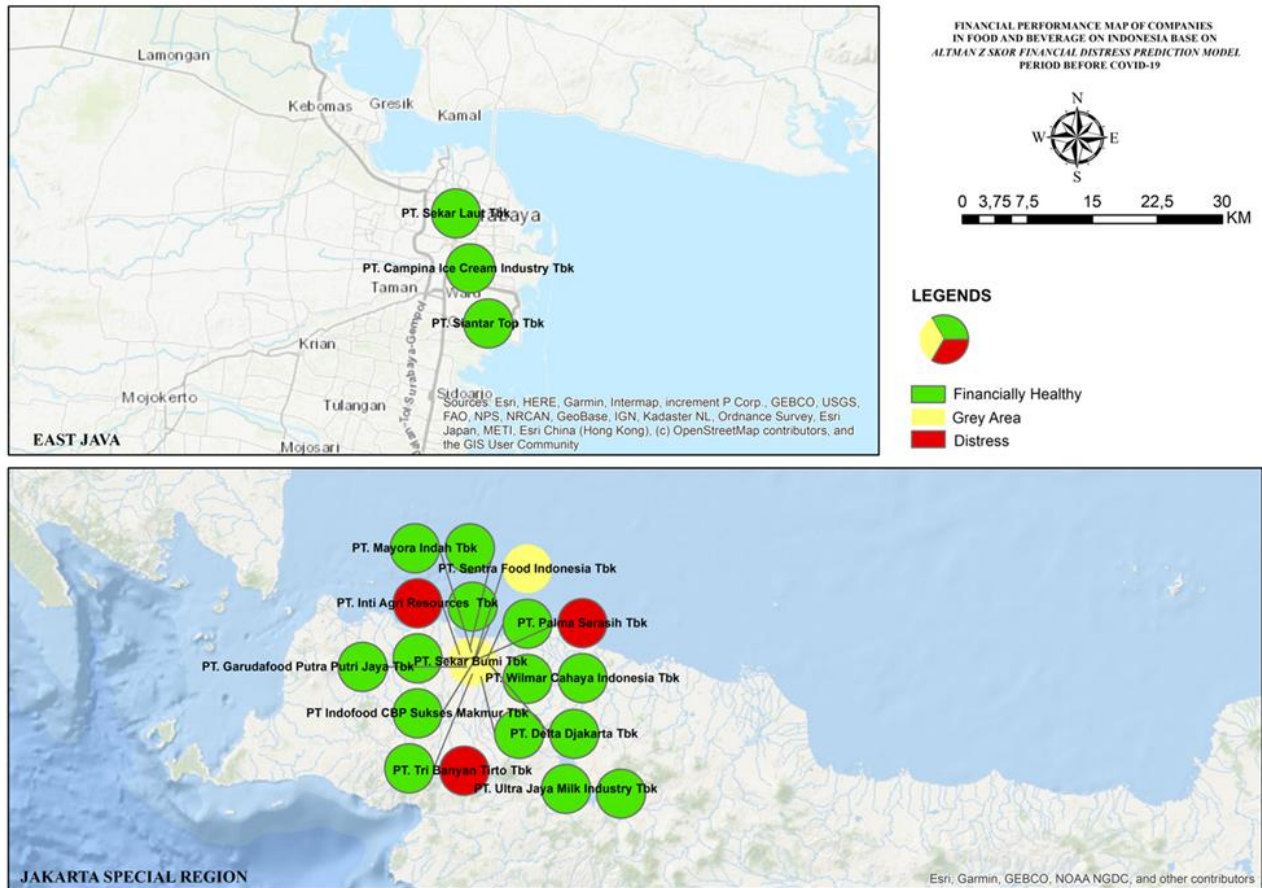 FINANCIAL PERFORMANCE MAP OF COMPANIES
IN FOOD AND BEVERAGE ON INDONESIA BASE ON
ALTMAN Z SKOR FINANCIAL DISTRESS PREDICTION MODEL
PERIOD BEFORE COVID-19
N
W E
S
0 3,75 7,5 15 22,5 30
KM
LEGENDS
Financially Healthy
Grey Area
Distress
Lamongan
Kebomas
Gresik
Kamal
PT. Sekar Laut Tbk
PT. Campina Ice Cream Industry Tbk
Taman
PT. Siantar Top Tbk
Krian
Mojokerto
Tulangan
Sidoarjo
Mojosari
EAST JAVA
Sources: Esri, HERE, Garmin, Intermap, increment P Corp., GEBCO, USGS,
FAO, NPS, NRCAN, GeoBase, IGN, Kadaster NL, Ordnance Survey, Esri
Japan, METI, Esri China (Hong Kong), (c) OpenStreetMap contributors, and
the GIS User Community
PT. Mayora Indah Tbk
PT. Sentra Food Indonesia Tbk
PT. Inti Agri Resources Tbk
PT. Palma Serasih Tbk
PT. Garudafood Putra Putri Jaya Tbk
PT. Sekar Bumi Tbk
PT. Wilmar Cahaya Indonesia Tbk
PT Indofood CBP Sukses Makmur Tbk
PT. Delta Djakarta Tbk
PT. Tri Banyan Tirto Tbk
PT. Ultra Jaya Milk Industry Tbk
JAKARTA SPECIAL REGION
Esri, Garmin, GEBCO, NOAA NGDC, and other contributors